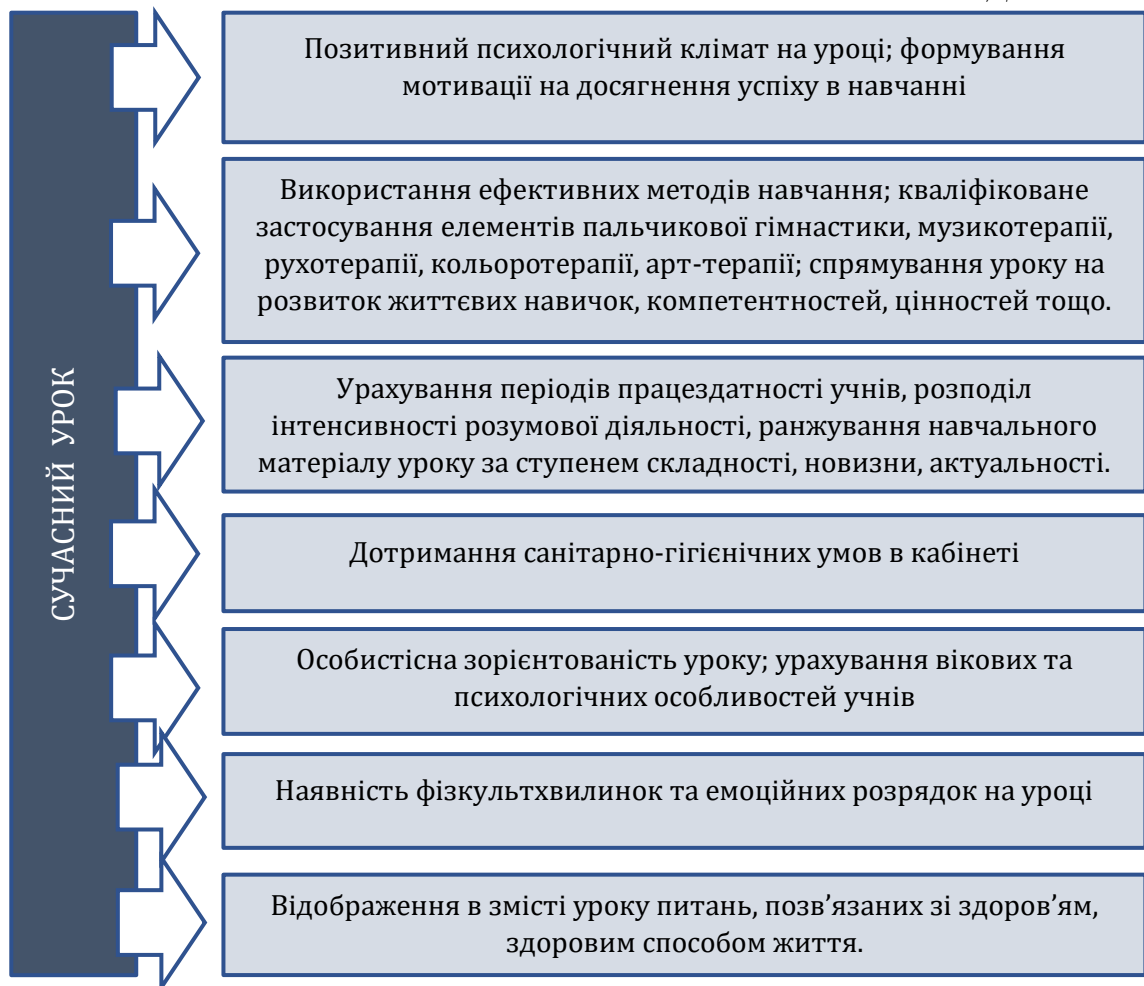 СУЧАСНИЙ УРОК
Позитивний психологічний клімат на уроці; формування
мотивації на досягнення успіху в навчанні
Використання ефективних методів навчання; кваліфіковане
застосування елементів пальчикової гімнастики, музикотерапії,
рухотерапії, кольоротерапії, арт-терапії; спрямування уроку на
розвиток життєвих навичок, компетентностей, цінностей тощо.
Урахування періодів працездатності учнів, розподіл
інтенсивності розумової діяльності, ранжування навчального
матеріалу уроку за ступенем складності, новизни, актуальності.
Дотримання санітарно-гігієнічних умов в кабінеті
Особистісна зорієнтованість уроку; урахування вікових та
психологічних особливостей учнів
Наявність фізкультхвилинок та емоційних розрядок на уроці
Відображення в змісті уроку питань, позв’язаних зі здоров’ям,
здоровим способом життя.